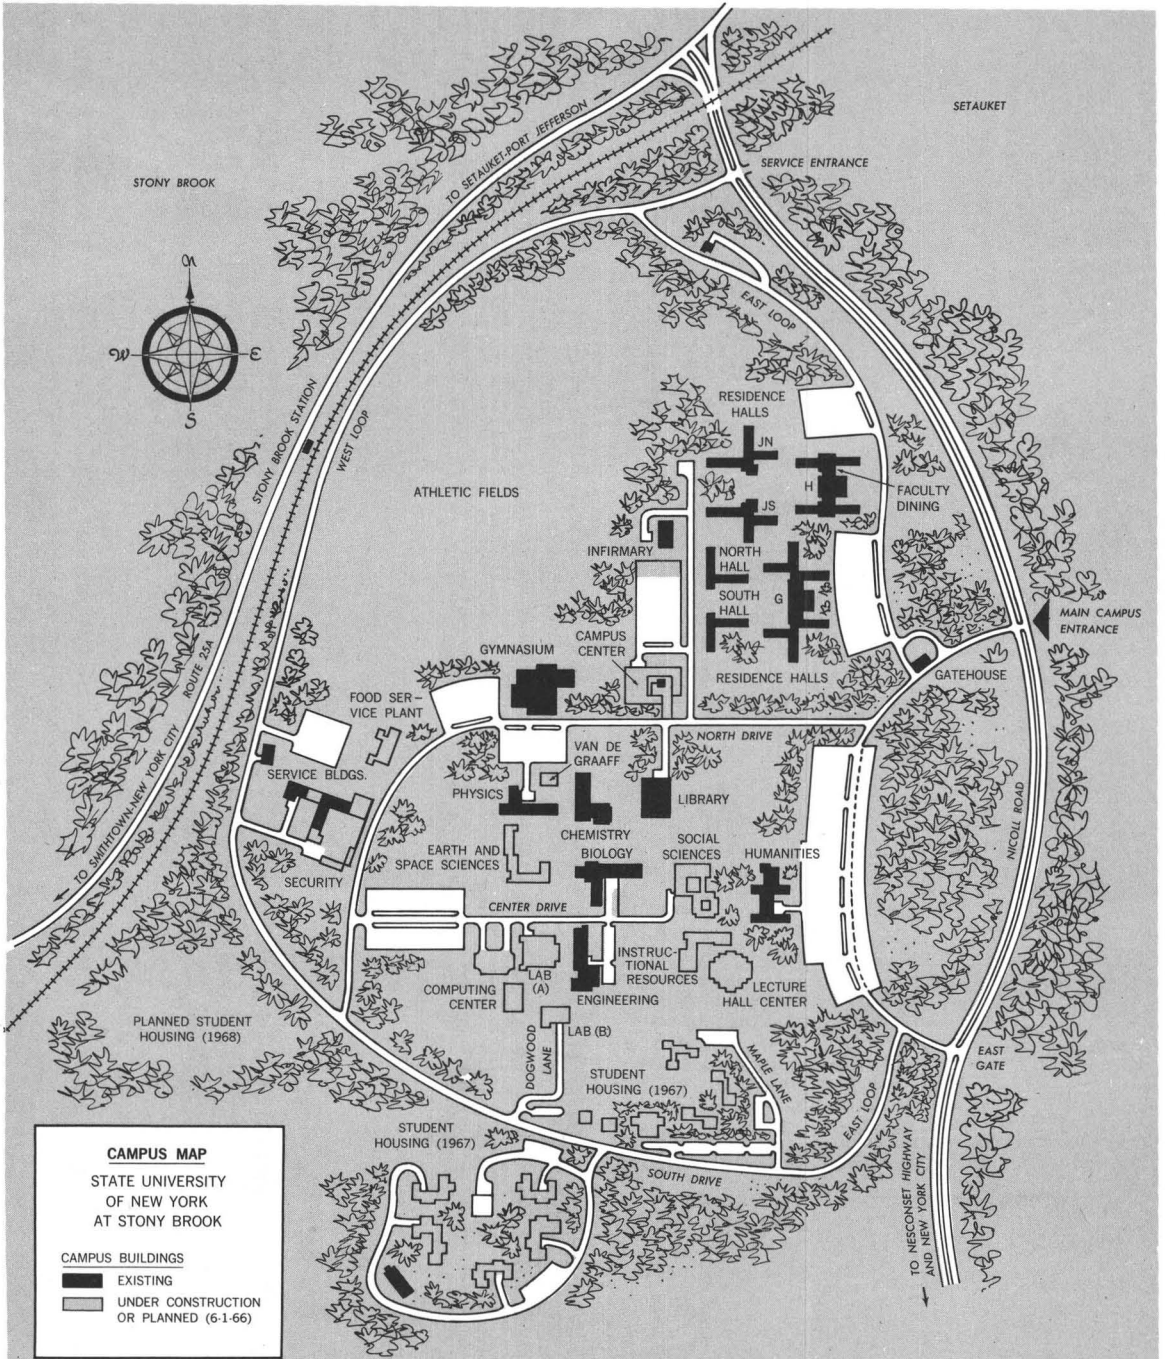 SETAUKET
STONY BROOK
TO SETAUKET-PORT JEFFERSON
SERVICE ENTRANCE
n
W
E
S
EAST LOOP
STONY BROOK STATION
WEST LOOP
RESIDENCE
HALLS
JN
H
FACULTY
DINING
ATHLETIC FIELDS
JS
INFIRMARY
NORTH
HALL
SOUTH
HALL
G
MAIN CAMPUS
ENTRANCE
CAMPUS
CENTER
GYMNASIUM
RESIDENCE HALLS
GATEHOUSE
ROUTE 25A
FOOD SER-
VICE PLANT
NORTH DRIVE
VAN DE
GRAAFF
SERVICE BLDGS.
PHYSICS
LIBRARY
NICOLL ROAD
TO SMITHTOWN-NEW YORK CITY
CHEMISTRY
EARTH AND
SPACE SCIENCES
BIOLOGY
SOCIAL
SCIENCES
HUMANITIES
SECURITY
CENTER DRIVE
INSTRUC-
TIONAL
RESOURCES
LAB
(A)
COMPUTING
CENTER
ENGINEERING
LECTURE
HALL CENTER
PLANNED STUDENT
HOUSING (1968)
LAB (B)
DOGWOOD
LANE
MAPLE LANE
EAST
GATE
STUDENT
HOUSING (1967)
EAST LOOP
STUDENT
HOUSING (1967)
SOUTH DRIVE
TO NESCONSET HIGHWAY
AND NEW YORK CITY
CAMPUS MAP
STATE UNIVERSITY
OF NEW YORK
AT STONY BROOK
CAMPUS BUILDINGS
EXISTING
UNDER CONSTRUCTION
OR PLANNED (6-1-66)